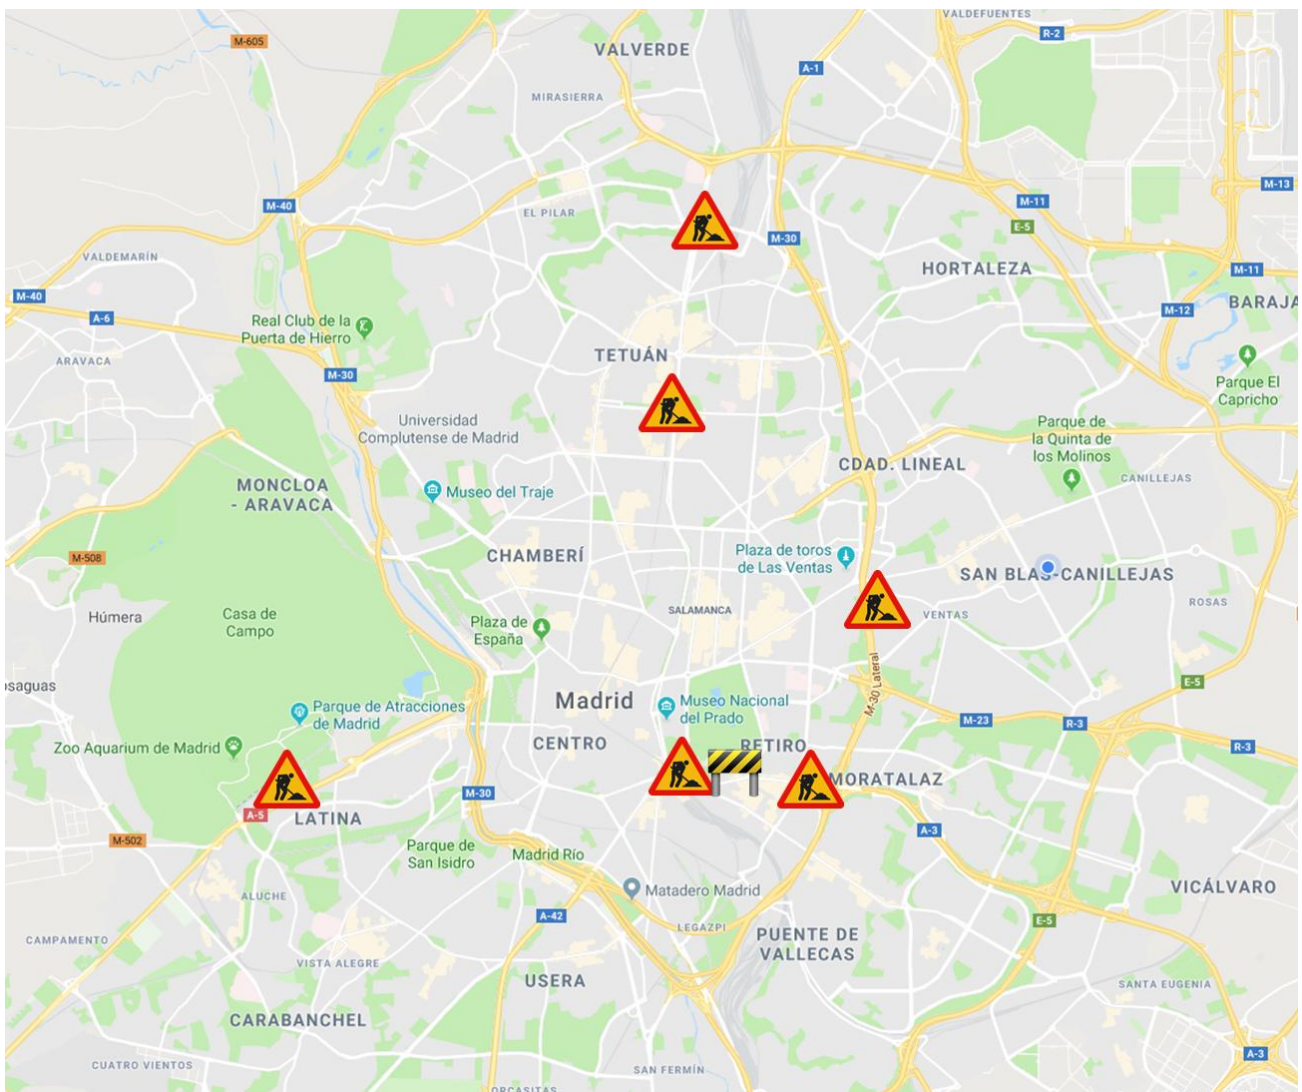 VALDEFUENTES
M-605
R-2
VALVERDE
A-1
MIRASIERRA
M-13
M-40
M-11
EL PILAR
E-5
M-30
VALDEMARÍN
HORTALEZA
M-11
M-40
BARAJA
A-6
M-12
Real Club de la
Puerta de Hierro
TETUÁN
ARAVACA
M-30
Parque El
Capricho
Universidad
Complutense de Madrid
Parque de
la Quinta de
los Molinos
CDAD. LINEAL
CANILLEJAS
MONCLOA
- ARAVACA
Museo del Traje
Plaza de toros
de Las Ventas
CHAMBERÍ
M-508
SAN BLAS-CANILLEJAS
ROSAS
Húmera
Casa de
Campo
SALAMANCA
VENTAS
Plaza de
España
osaguas
M-30 Lateral
E-5
Madrid
Museo Nacional
del Prado
Parque de Atracciones
de Madrid
M-23
R-3
R-3
Zoo Aquarium de Madrid
CENTRO
RETIRO
MORATALAZ
M-30
A-5
LATINA
A-3
M-502
Parque de
San Isidro
Madrid Río
Matadero Madrid
VICÁLVARO
ALUCHE
A-42
LEGAZPI
E-5
PUENTE DE
VALLECAS
CAMPAMENTO
VISTA ALEGRE
USERA
SANTA EUGENIA
CARABANCHEL
A-3
CUATRO VIENTOS
SAN FERMÍN
ORCASITAS